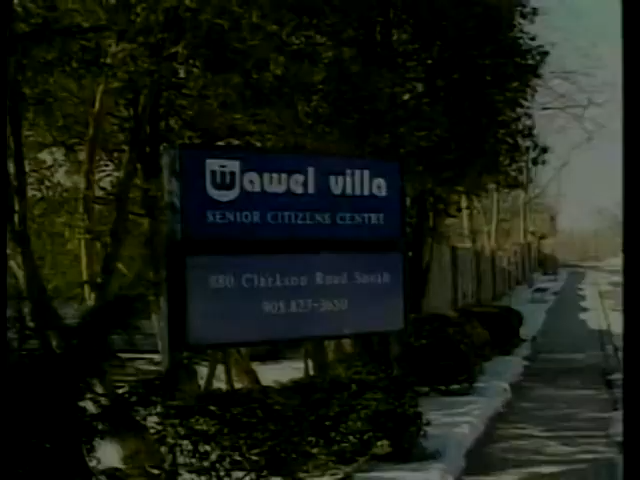 Wawel villa
SENIOR CITIZENS CENTRE
880 Clarkson Road South
905.823-3650